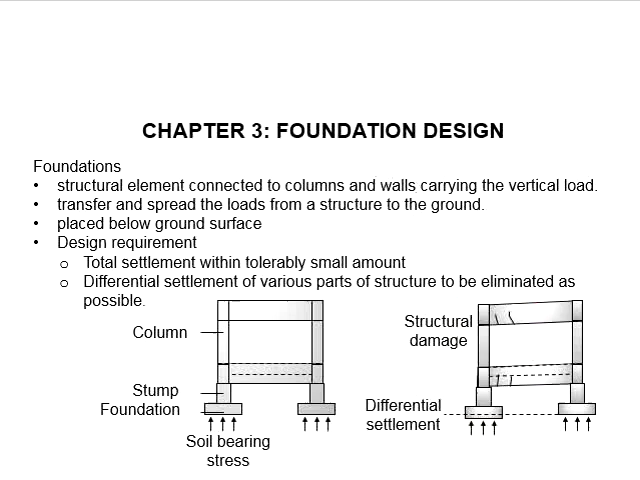 CHAPTER 3: FOUNDATION DESIGN
Foundations
• structural element connected to columns and walls carrying the vertical load.
• transfer and spread the loads from a structure to the ground.
• placed below ground surface
• Design requirement
o Total settlement within tolerably small amount
o Differential settlement of various parts of structure to be eliminated as
possible.
Column
Stump
Foundation
Soil bearing
stress
Structural
damage
Differential
settlement